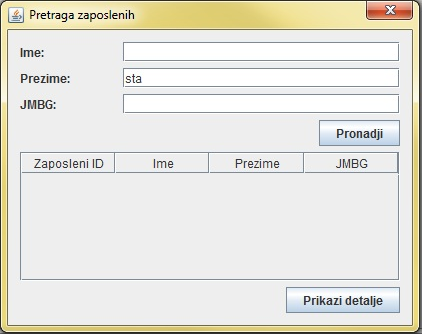 Pretraga zaposlenih
Ime:
Prezime: sta
JMBG:
Pronadji
Zaposleni ID Ime Prezime JMBG
Prikazi detalje